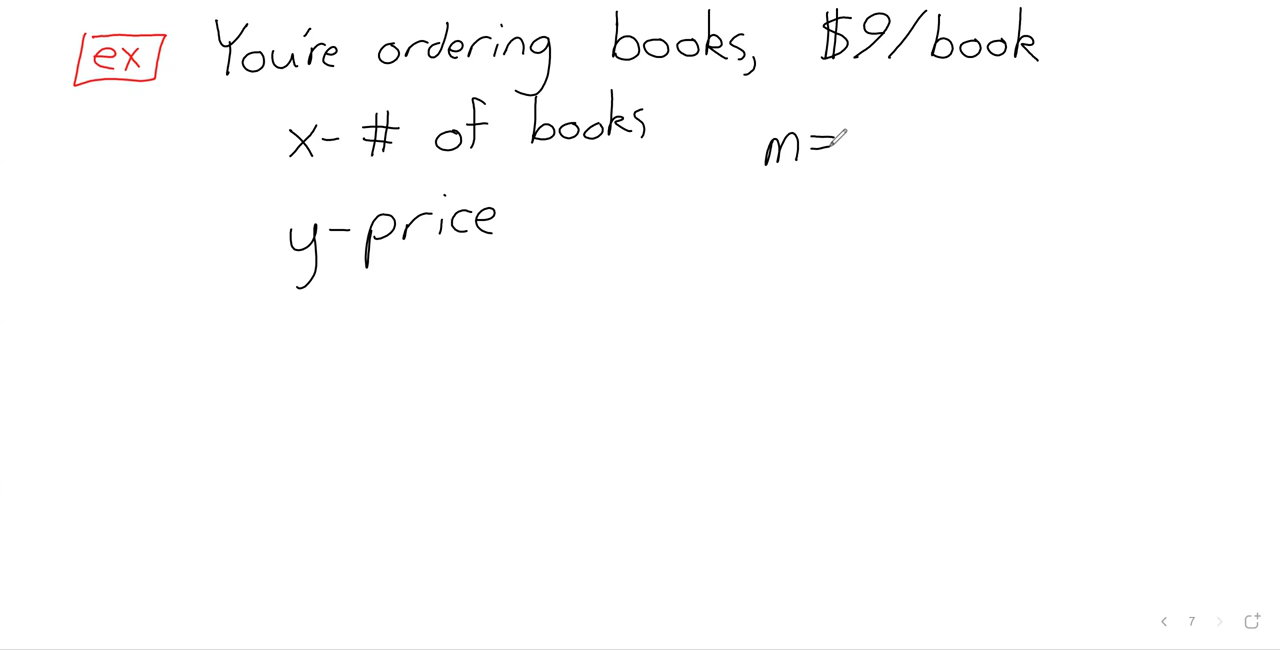 ex You're ordering books, $9/book
x - # of books m =
y - price
< 7 >